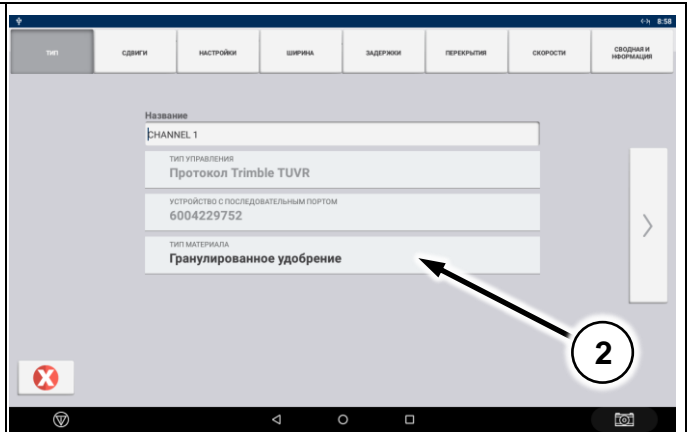 8:58
ТИП
СДВИГИ
НАСТРОЙКИ
ШИРИНА
ЗАДЕРЖКИ
ПЕРЕКРЫТИЯ
СКОРОСТИ
СВОДНАЯ И
НФОРМАЦИЯ
Название
CHANNEL 1
ТИП УПРАВЛЕНИЯ
Протокол Trimble TUVR
УСТРОЙСТВО С ПОСЛЕДОВАТЕЛЬНЫМ ПОРТОМ
6004229752
ТИП МАТЕРИАЛА
Гранулированное удобрение
2